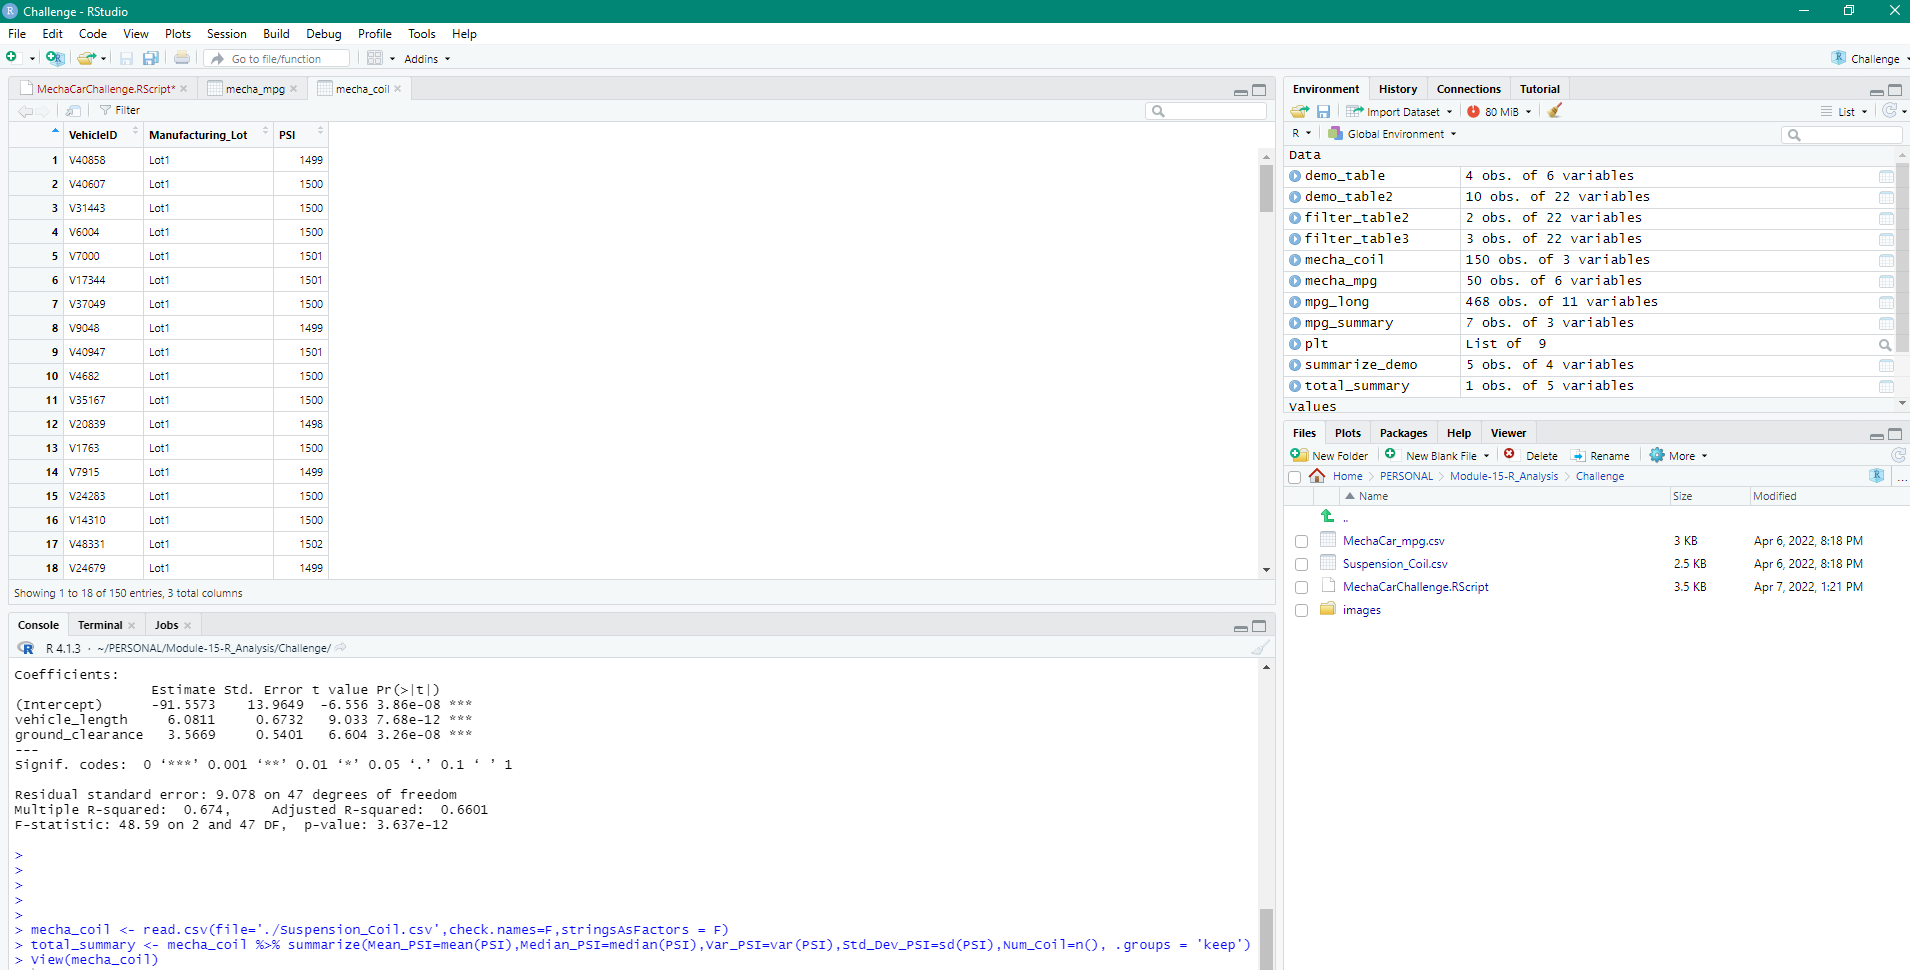 Challenge - RStudio
File Edit Code View Plots Session Build Debug Profile Tools Help
Go to file/function Addins Challenge
MechaCarChallenge.RScript* mecha_mpg mecha_coil
Filter
VehicleID Manufacturing_Lot PSI
1 V40858 Lot1 1499
2 V40607 Lot1 1500
3 V31443 Lot1 1500
4 V6004 Lot1 1500
5 V7000 Lot1 1501
6 V17344 Lot1 1501
7 V37049 Lot1 1500
8 V9048 Lot1 1499
9 V40947 Lot1 1501
10 V4682 Lot1 1500
11 V35167 Lot1 1500
12 V20839 Lot1 1498
13 V1763 Lot1 1500
14 V7915 Lot1 1499
15 V24283 Lot1 1500
16 V14310 Lot1 1500
17 V48331 Lot1 1502
18 V24679 Lot1 1499
Showing 1 to 18 of 150 entries, 3 total columns
Console Terminal Jobs
R 4.1.3 · ~/PERSONAL/Module-15-R_Analysis/Challenge/
Coefficients:
Estimate Std. Error t value Pr(>|t|)
(Intercept) -91.5573 13.9649 -6.556 3.86e-08 ***
vehicle_length 6.0811 0.6732 9.033 7.68e-12 ***
ground_clearance 3.5669 0.5401 6.604 3.26e-08 ***
---
Signif. codes: 0 ‘***’ 0.001 ‘**’ 0.01 ‘*’ 0.05 ‘.’ 0.1 ‘ ’ 1
Residual standard error: 9.078 on 47 degrees of freedom
Multiple R-squared: 0.674, Adjusted R-squared: 0.6601
F-statistic: 48.59 on 2 and 47 DF, p-value: 3.637e-12
>
>
>
>
>
> mecha_coil <- read.csv(file='./Suspension_Coil.csv',check.names=F,stringsAsFactors = F)
> total_summary <- mecha_coil %>% summarize(Mean_PSI=mean(PSI),Median_PSI=median(PSI),Var_PSI=var(PSI),Std_Dev_PSI=sd(PSI),Num_Coil=n(), .groups = 'keep')
> View(mecha_coil)
Environment History Connections Tutorial
Import Dataset 80 MiB List
R Global Environment
Data
demo_table 4 obs. of 6 variables
demo_table2 10 obs. of 22 variables
filter_table2 2 obs. of 22 variables
filter_table3 3 obs. of 22 variables
mecha_coil 150 obs. of 3 variables
mecha_mpg 50 obs. of 6 variables
mpg_long 468 obs. of 11 variables
mpg_summary 7 obs. of 3 variables
plt List of 9
summarize_demo 5 obs. of 4 variables
total_summary 1 obs. of 5 variables
Values
Files Plots Packages Help Viewer
New Folder New Blank File Delete Rename More
Home PERSONAL Module-15-R_Analysis Challenge ...
Name Size Modified
..
MechaCar_mpg.csv 3 KB Apr 6, 2022, 8:18 PM
Suspension_Coil.csv 2.5 KB Apr 6, 2022, 8:18 PM
MechaCarChallenge.RScript 3.5 KB Apr 7, 2022, 1:21 PM
images